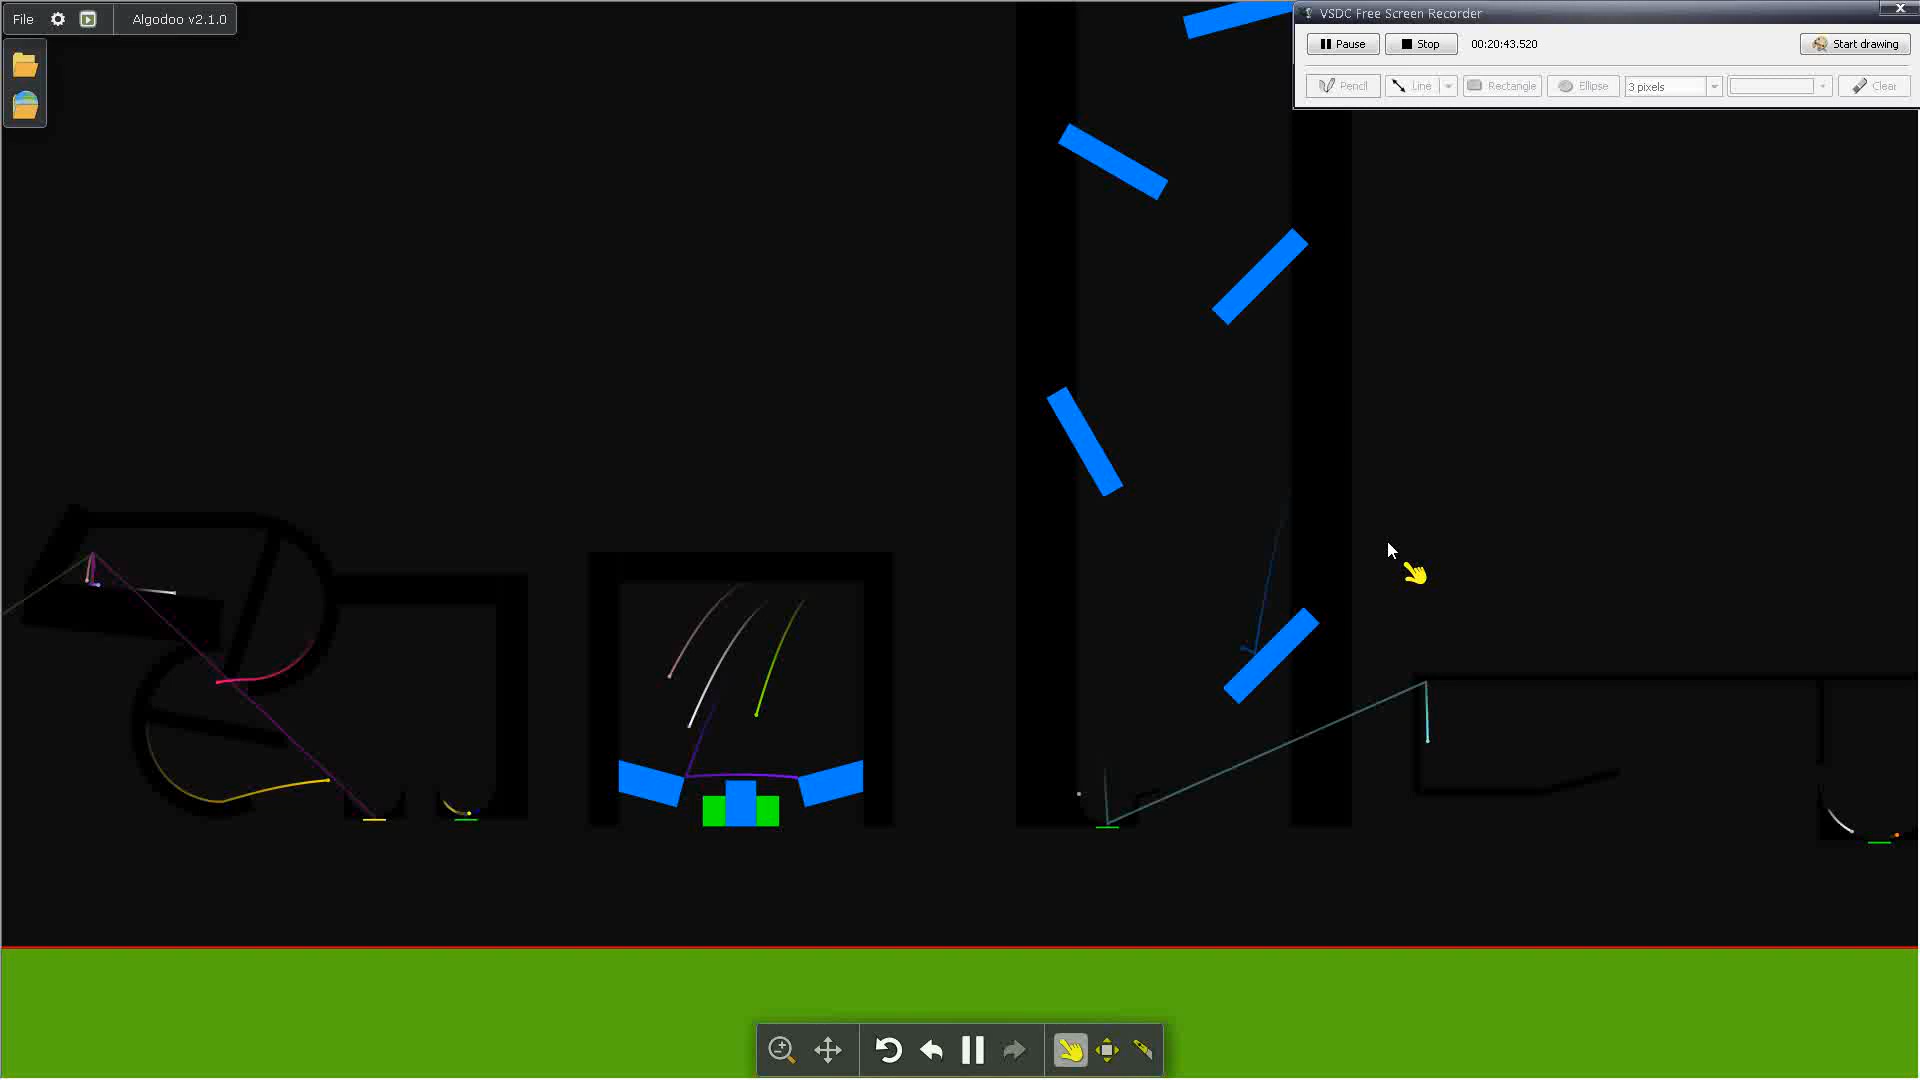 File Algodoo v2.1.0
VSDC Free Screen Recorder
Pause Stop 00:20:43.520 Start drawing
Pencil Line Rectangle Ellipse 3 pixels Clear